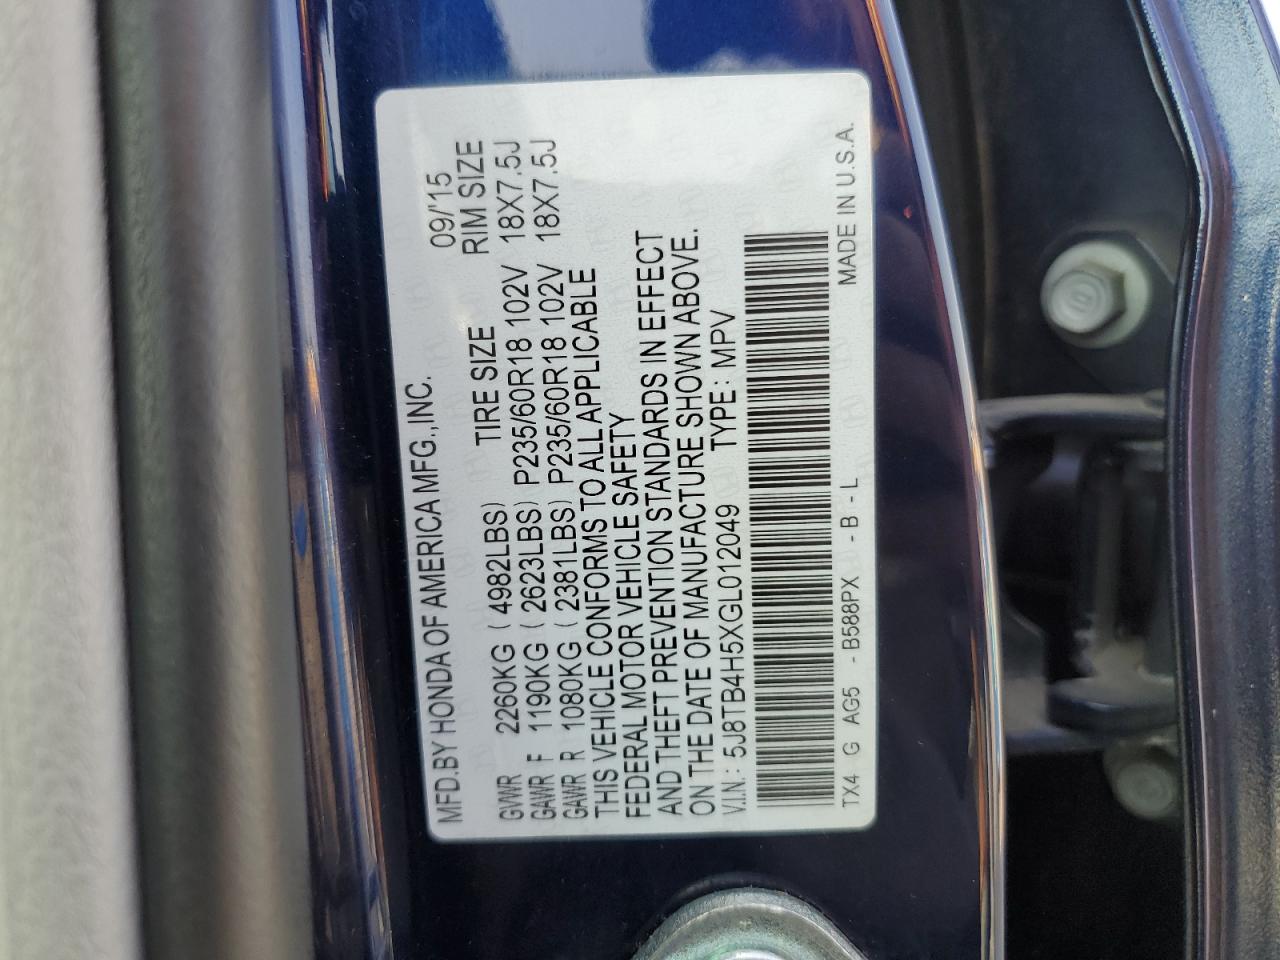 MFD.BY HONDA OF AMERICA MFG.,INC. 09/'15
TIRE SIZE RIM SIZE
GVWR 2260KG ( 4982LBS)
GAWR F 1190KG ( 2623LBS) P235/60R18 102V 18X7.5J
GAWR R 1080KG ( 2381LBS) P235/60R18 102V 18X7.5J
THIS VEHICLE CONFORMS TO ALL APPLICABLE
FEDERAL MOTOR VEHICLE SAFETY
AND THEFT PREVENTION STANDARDS IN EFFECT
ON THE DATE OF MANUFACTURE SHOWN ABOVE.
V.I.N.: 5J8TB4H5XGL012049 TYPE: MPV
TX4 G AG5 - B588PX - B - L MADE IN U.S.A.